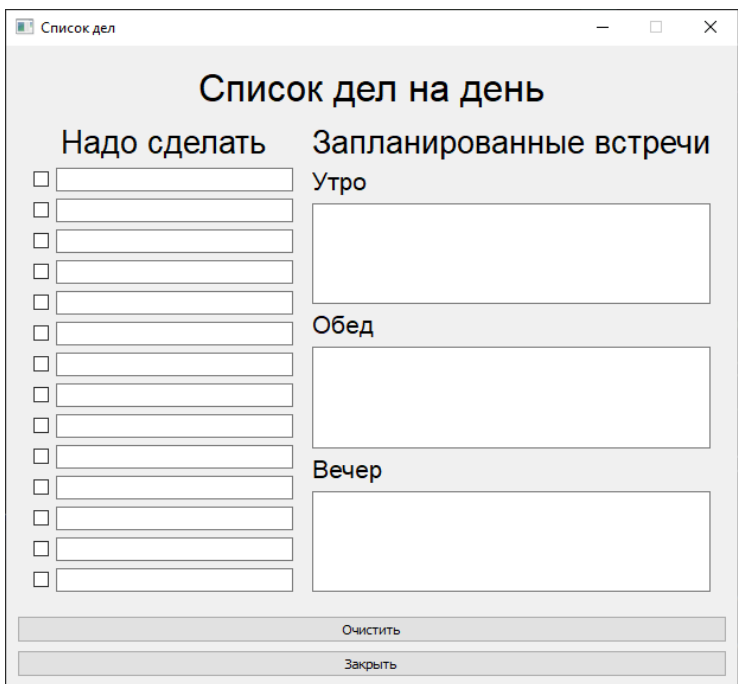 Список дел
Список дел на день
Надо сделать
Запланированные встречи
Утро
Обед
Вечер
Очистить
Закрыть